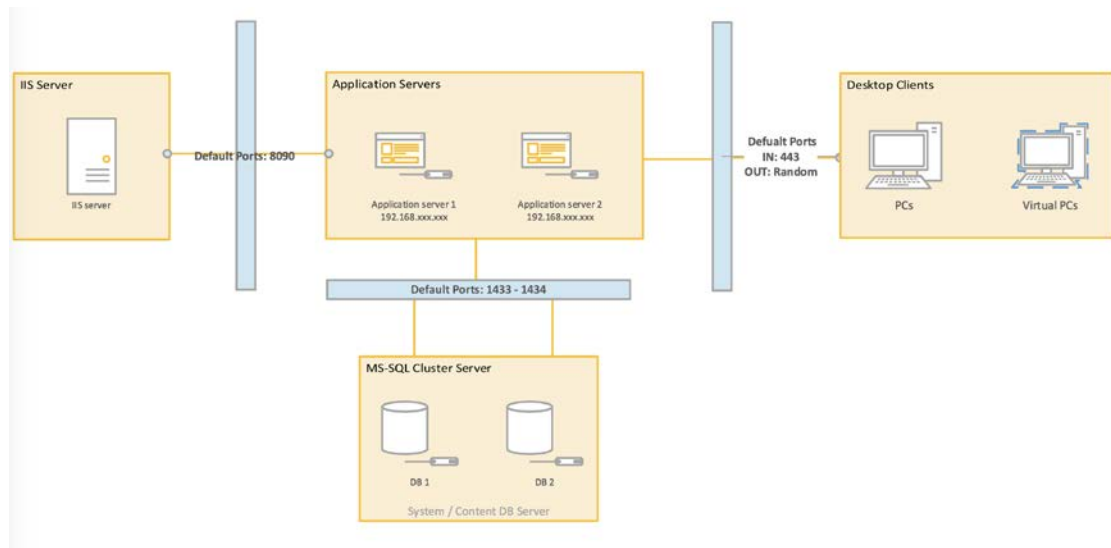 IIS Server
IIS server
Default Ports: 8090
Application Servers
Application server 1
192.168.xxx.xxx
Application server 2
192.168.xxx.xxx
Defualt Ports
IN: 443
OUT: Random
Desktop Clients
PCs
Virtual PCs
Default Ports: 1433 - 1434
MS-SQL Cluster Server
DB 1
DB 2
System / Content DB Server